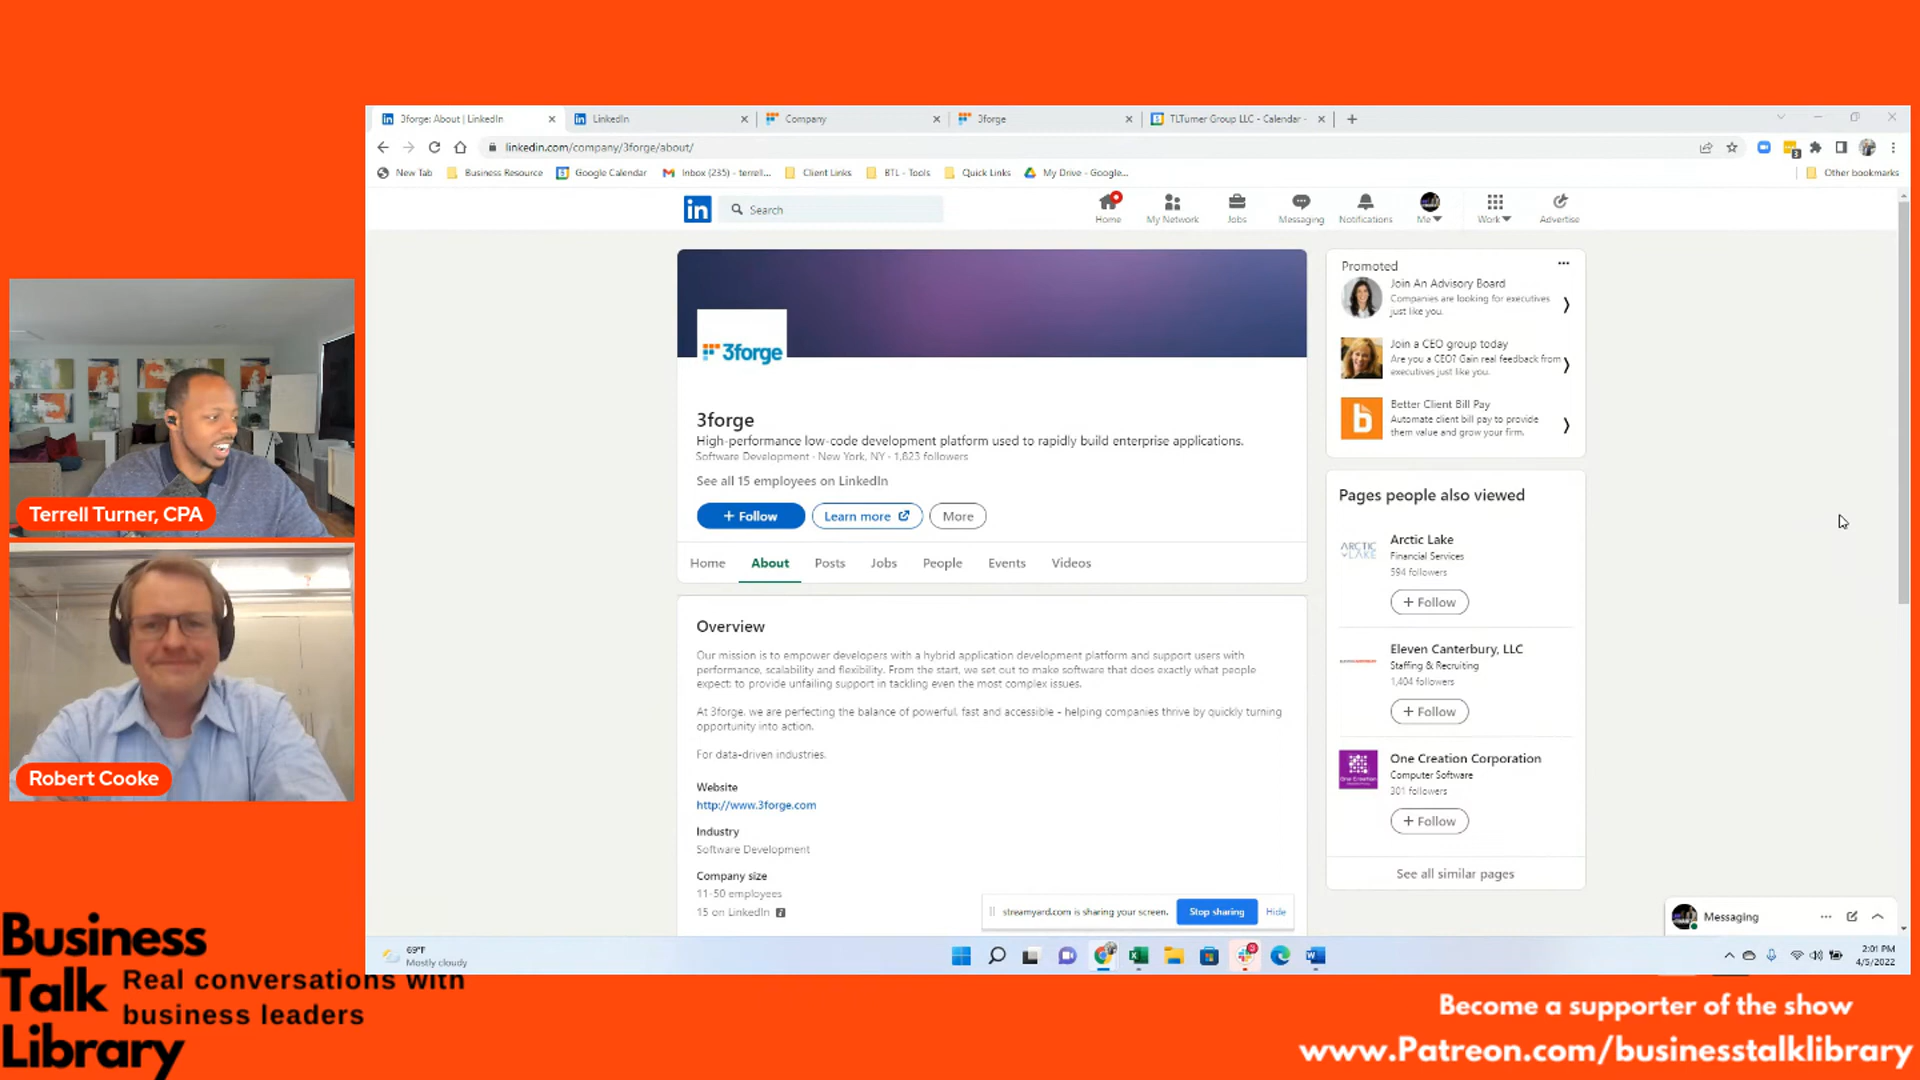 3forge: About | LinkedIn
LinkedIn
Company
3forge
TLTurner Group LLC - Calendar -
linkedin.com/company/3forge/about/
New Tab
Business Resource
Google Calendar
Inbox (235) - terrell...
Client Links
BTL - Tools
Quick Links
My Drive - Google...
Other bookmarks
in
Search
Home
My Network
Jobs
Messaging
Notifications
Me
Work
Advertise
3forge
3forge
High-performance low-code development platform used to rapidly build enterprise applications.
Software Development · New York, NY · 1,823 followers
See all 15 employees on LinkedIn
+ Follow
Learn more
More
Home
About
Posts
Jobs
People
Events
Videos
Overview
Our mission is to empower developers with a hybrid application development platform and support users with
performance, scalability and flexibility. From the start, we set out to make software that does exactly what people
expect: to provide unfailing support in tackling even the most complex issues.
At 3forge, we are perfecting the balance of powerful, fast and accessible - helping companies thrive by quickly turning
opportunity into action.
For data-driven industries.
Website
http://www.3forge.com
Industry
Software Development
Company size
11-50 employees
15 on LinkedIn
Promoted
Join An Advisory Board
Companies are looking for executives
just like you.
Join a CEO group today
Are you a CEO? Gain real feedback from
executives just like you.
b
Better Client Bill Pay
Automate client bill pay to provide
them value and grow your firm.
Pages people also viewed
ARCTIC
LAKE
Arctic Lake
Financial Services
594 followers
+ Follow
Eleven Canterbury, LLC
Staffing & Recruiting
1,404 followers
+ Follow
One Creation
One Creation Corporation
Computer Software
301 followers
+ Follow
See all similar pages
streamyard.com is sharing your screen.
Stop sharing
Hide
Messaging
69°F
Mostly cloudy
2:01 PM
4/5/2022
Terrell Turner, CPA
Robert Cooke
Business
Talk
Library
Real conversations with
business leaders
Become a supporter of the show
www.Patreon.com/businesstalklibrary